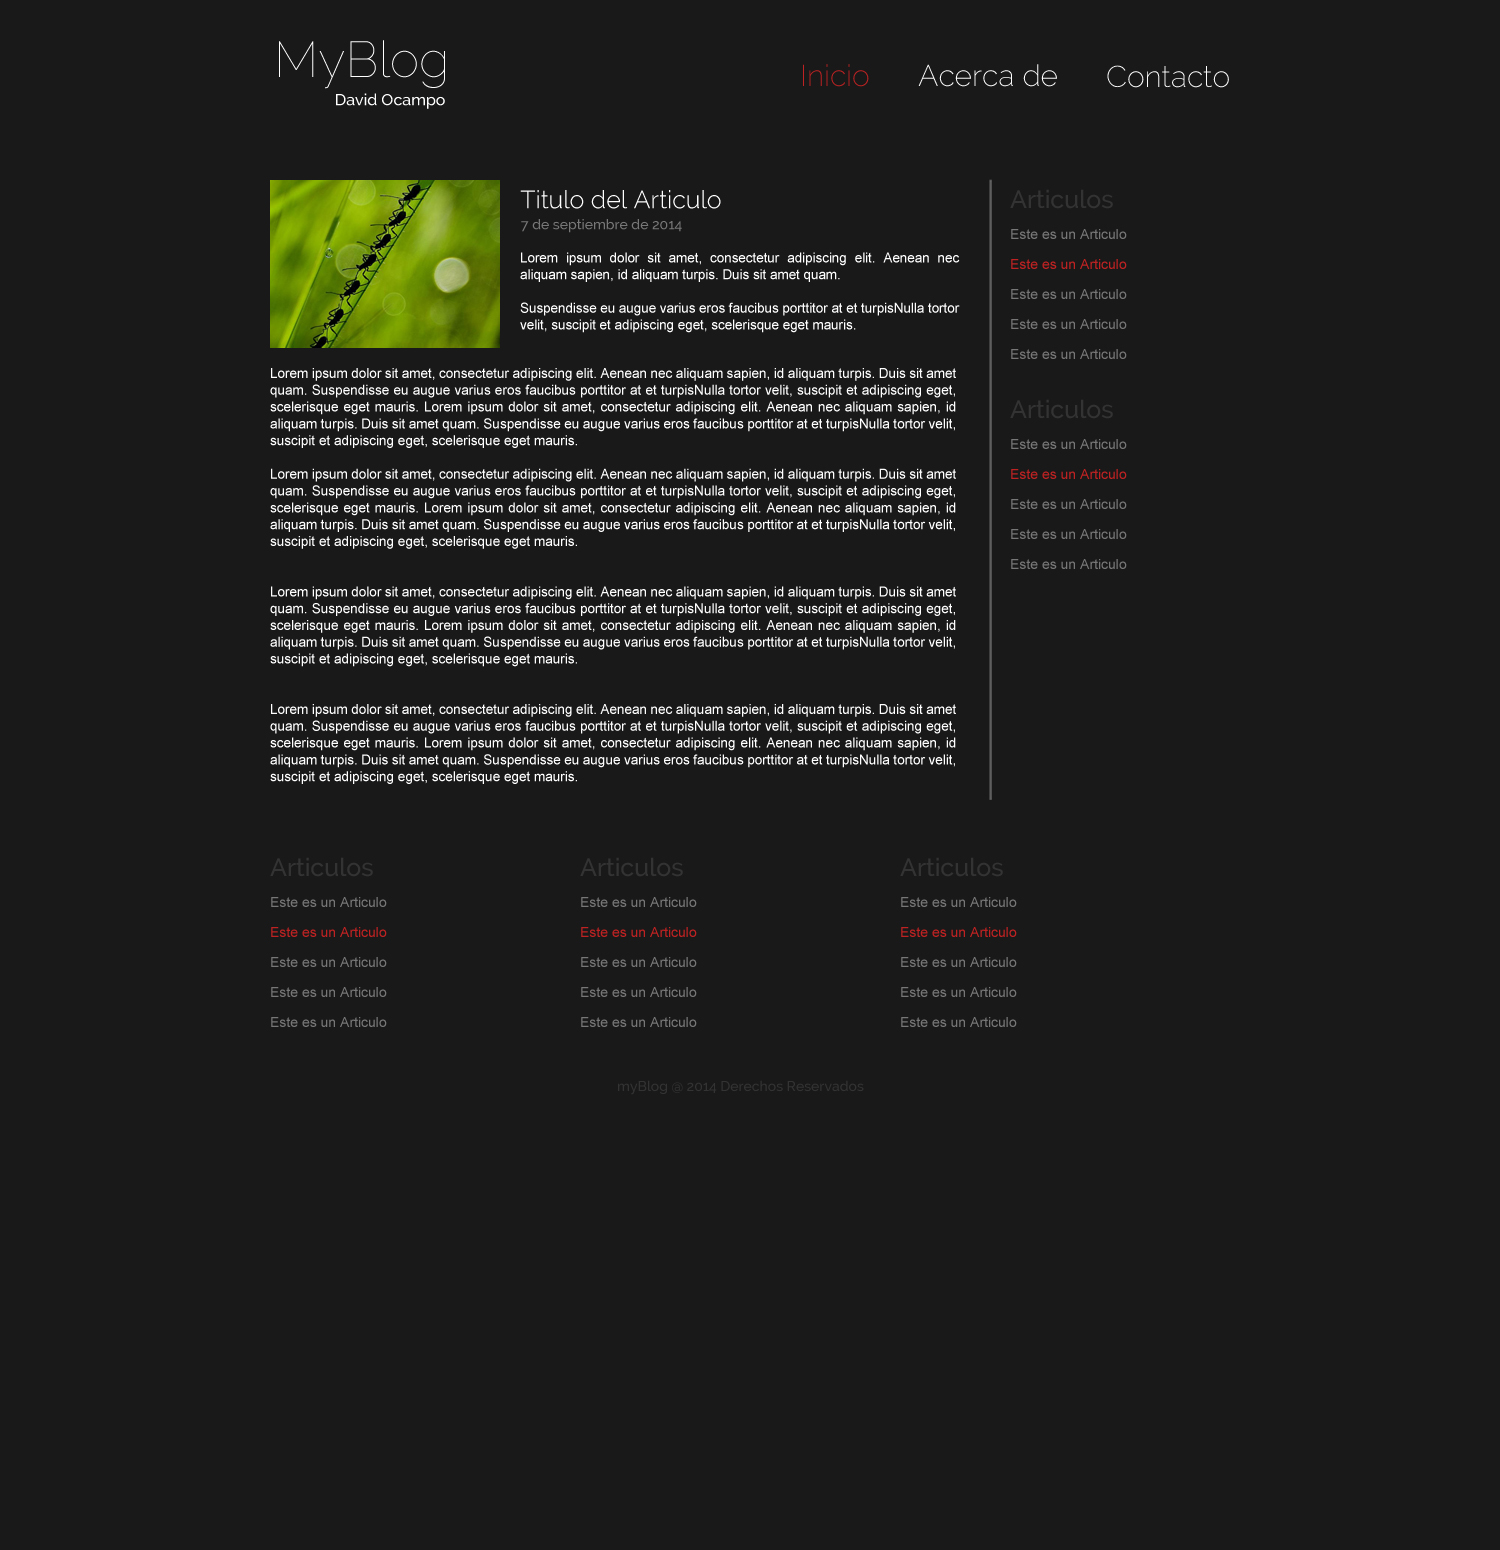 MyBlog
David Ocampo
Inicio
Acerca de
Contacto
Titulo del Articulo
7 de septiembre de 2014
Lorem ipsum dolor sit amet, consectetur adipiscing elit. Aenean nec
aliquam sapien, id aliquam turpis. Duis sit amet quam.
Suspendisse eu augue varius eros faucibus porttitor at et turpisNulla tortor
velit, suscipit et adipiscing eget, scelerisque eget mauris.
Lorem ipsum dolor sit amet, consectetur adipiscing elit. Aenean nec aliquam sapien, id aliquam turpis. Duis sit amet
quam. Suspendisse eu augue varius eros faucibus porttitor at et turpisNulla tortor velit, suscipit et adipiscing eget,
scelerisque eget mauris. Lorem ipsum dolor sit amet, consectetur adipiscing elit. Aenean nec aliquam sapien, id
aliquam turpis. Duis sit amet quam. Suspendisse eu augue varius eros faucibus porttitor at et turpisNulla tortor velit,
suscipit et adipiscing eget, scelerisque eget mauris.
Lorem ipsum dolor sit amet, consectetur adipiscing elit. Aenean nec aliquam sapien, id aliquam turpis. Duis sit amet
quam. Suspendisse eu augue varius eros faucibus porttitor at et turpisNulla tortor velit, suscipit et adipiscing eget,
scelerisque eget mauris. Lorem ipsum dolor sit amet, consectetur adipiscing elit. Aenean nec aliquam sapien, id
aliquam turpis. Duis sit amet quam. Suspendisse eu augue varius eros faucibus porttitor at et turpisNulla tortor velit,
suscipit et adipiscing eget, scelerisque eget mauris.
Lorem ipsum dolor sit amet, consectetur adipiscing elit. Aenean nec aliquam sapien, id aliquam turpis. Duis sit amet
quam. Suspendisse eu augue varius eros faucibus porttitor at et turpisNulla tortor velit, suscipit et adipiscing eget,
scelerisque eget mauris. Lorem ipsum dolor sit amet, consectetur adipiscing elit. Aenean nec aliquam sapien, id
aliquam turpis. Duis sit amet quam. Suspendisse eu augue varius eros faucibus porttitor at et turpisNulla tortor velit,
suscipit et adipiscing eget, scelerisque eget mauris.
Lorem ipsum dolor sit amet, consectetur adipiscing elit. Aenean nec aliquam sapien, id aliquam turpis. Duis sit amet
quam. Suspendisse eu augue varius eros faucibus porttitor at et turpisNulla tortor velit, suscipit et adipiscing eget,
scelerisque eget mauris. Lorem ipsum dolor sit amet, consectetur adipiscing elit. Aenean nec aliquam sapien, id
aliquam turpis. Duis sit amet quam. Suspendisse eu augue varius eros faucibus porttitor at et turpisNulla tortor velit,
suscipit et adipiscing eget, scelerisque eget mauris.
Articulos
Este es un Articulo
Este es un Articulo
Este es un Articulo
Este es un Articulo
Este es un Articulo
Articulos
Este es un Articulo
Este es un Articulo
Este es un Articulo
Este es un Articulo
Este es un Articulo
Articulos
Este es un Articulo
Este es un Articulo
Este es un Articulo
Este es un Articulo
Este es un Articulo
Articulos
Este es un Articulo
Este es un Articulo
Este es un Articulo
Este es un Articulo
Este es un Articulo
Articulos
Este es un Articulo
Este es un Articulo
Este es un Articulo
Este es un Articulo
Este es un Articulo
myBlog @ 2014 Derechos Reservados